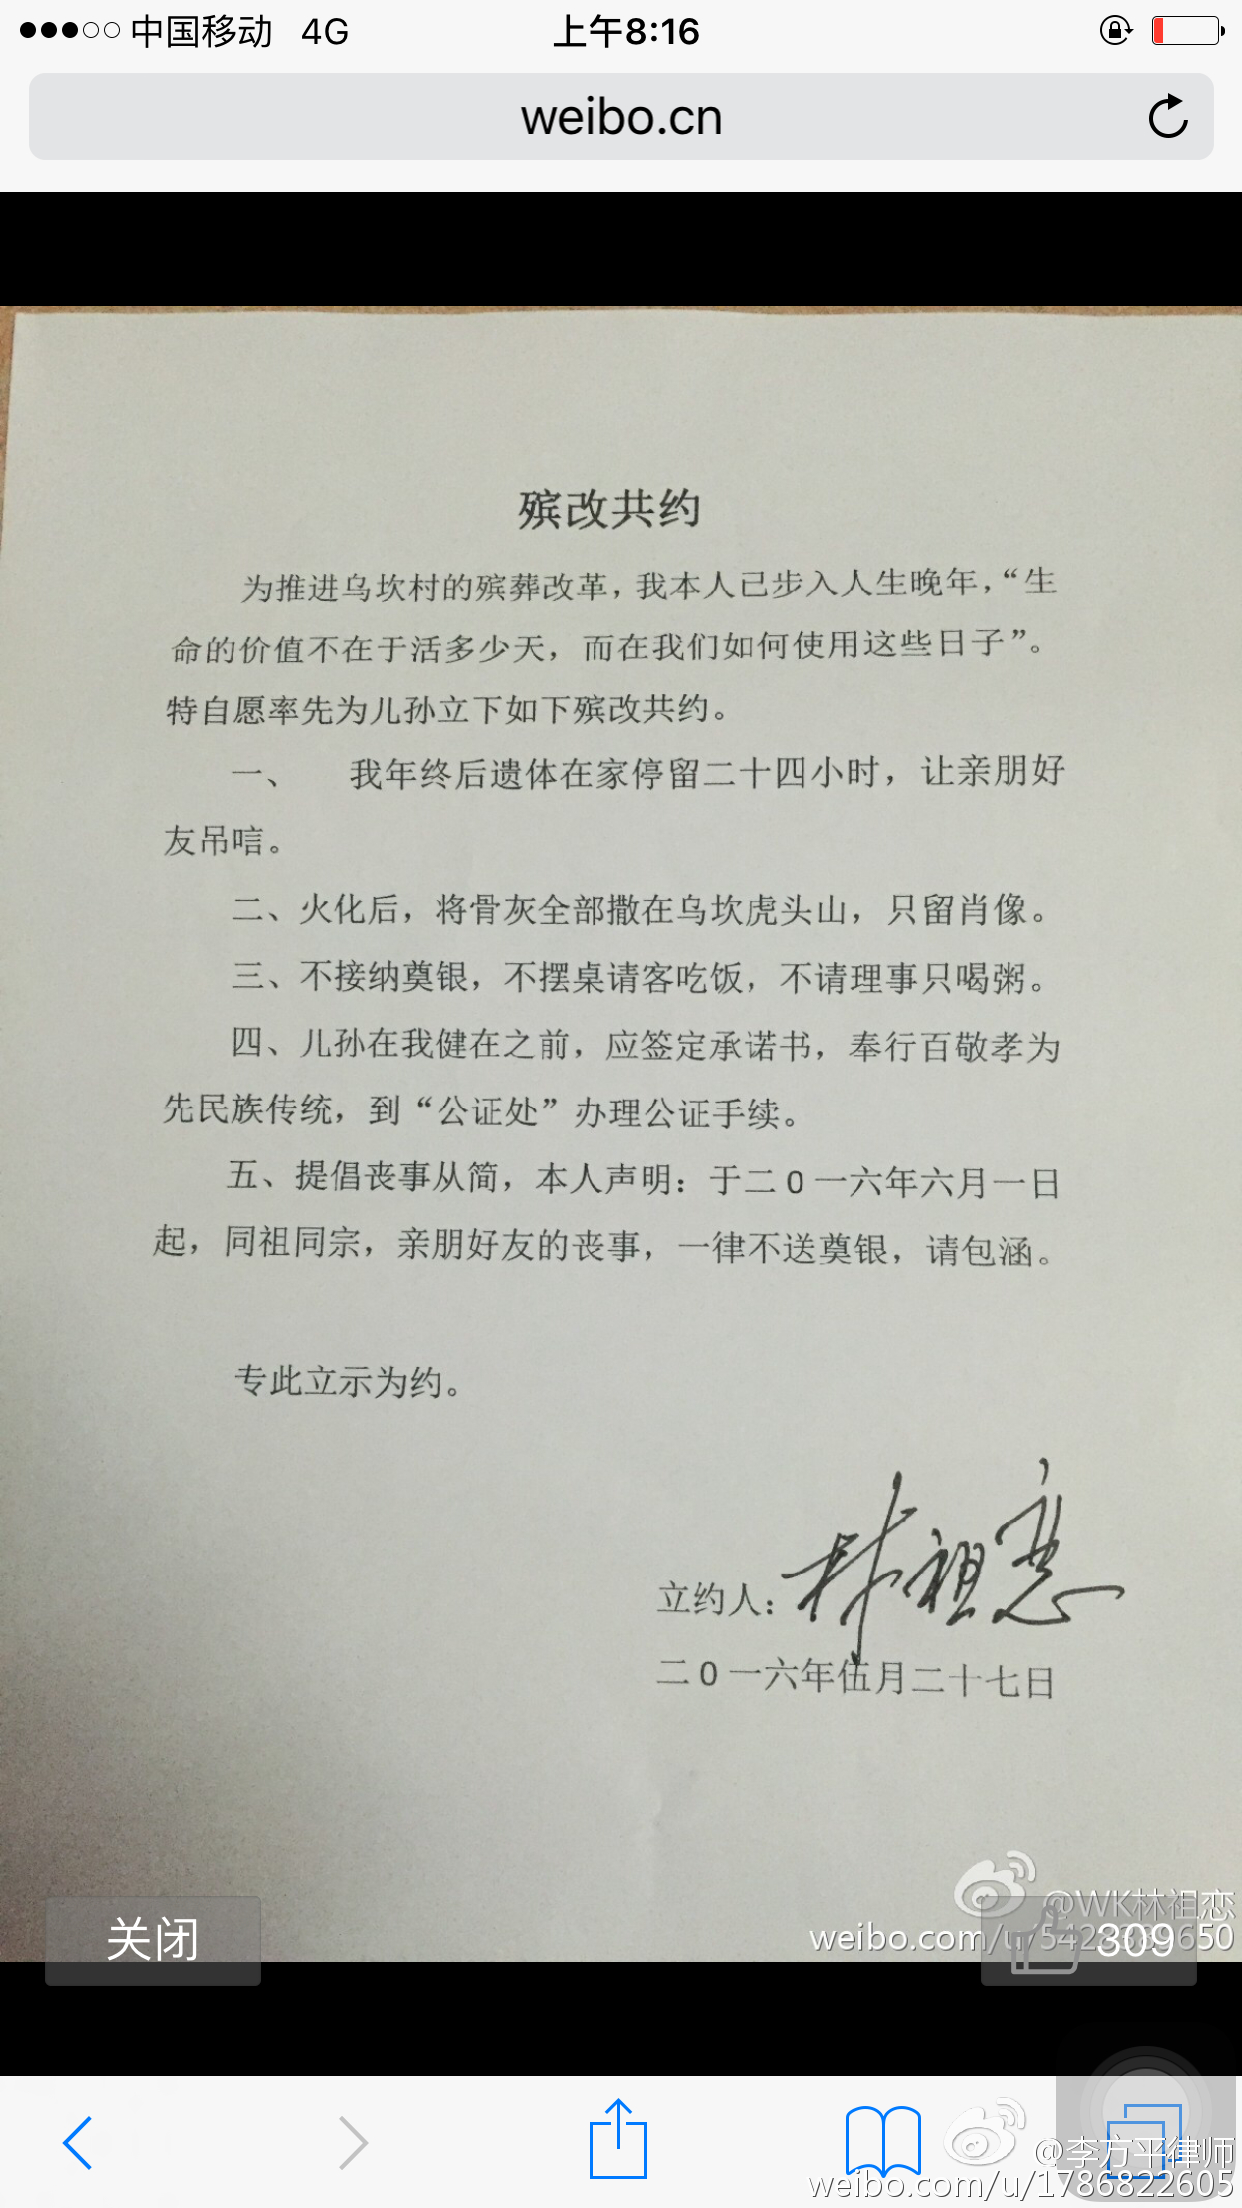 中国移动 4G 上午8:16
weibo.cn
殡改共约
为推进乌坎村的殡葬改革，我本人已步入人生晚年，“生
命的价值不在于活多少天，而在我们如何使用这些日子”。
特自愿率先为儿孙立下如下殡改共约。
一、 我年终后遗体在家停留二十四小时，让亲朋好
友吊唁。
二、火化后，将骨灰全部撒在乌坎虎头山，只留肖像。
三、不接纳奠银，不摆桌请客吃饭，不请理事只喝粥。
四、儿孙在我健在之前，应签定承诺书，奉行百敬孝为
先民族传统，到“公证处”办理公证手续。
五、提倡丧事从简，本人声明：于二0一六年六月一日
起，同祖同宗，亲朋好友的丧事，一律不送奠银，请包涵。
专此立示为约。
立约人：林祖恋
二0一六年伍月二十七日
@WK林祖恋
weibo.com/u/
关闭
309
@李方平律师
weibo.com/u/1786822605